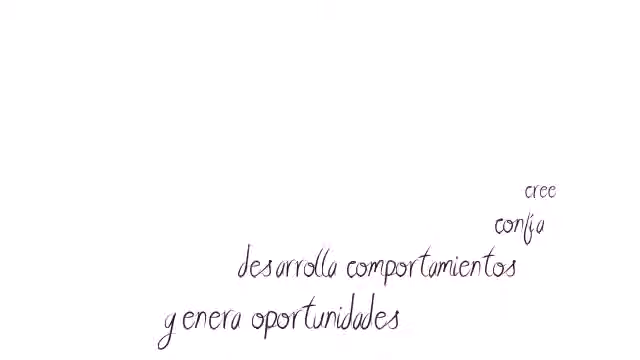 cree
confía
desarrolla comportamientos
genera oportunidades